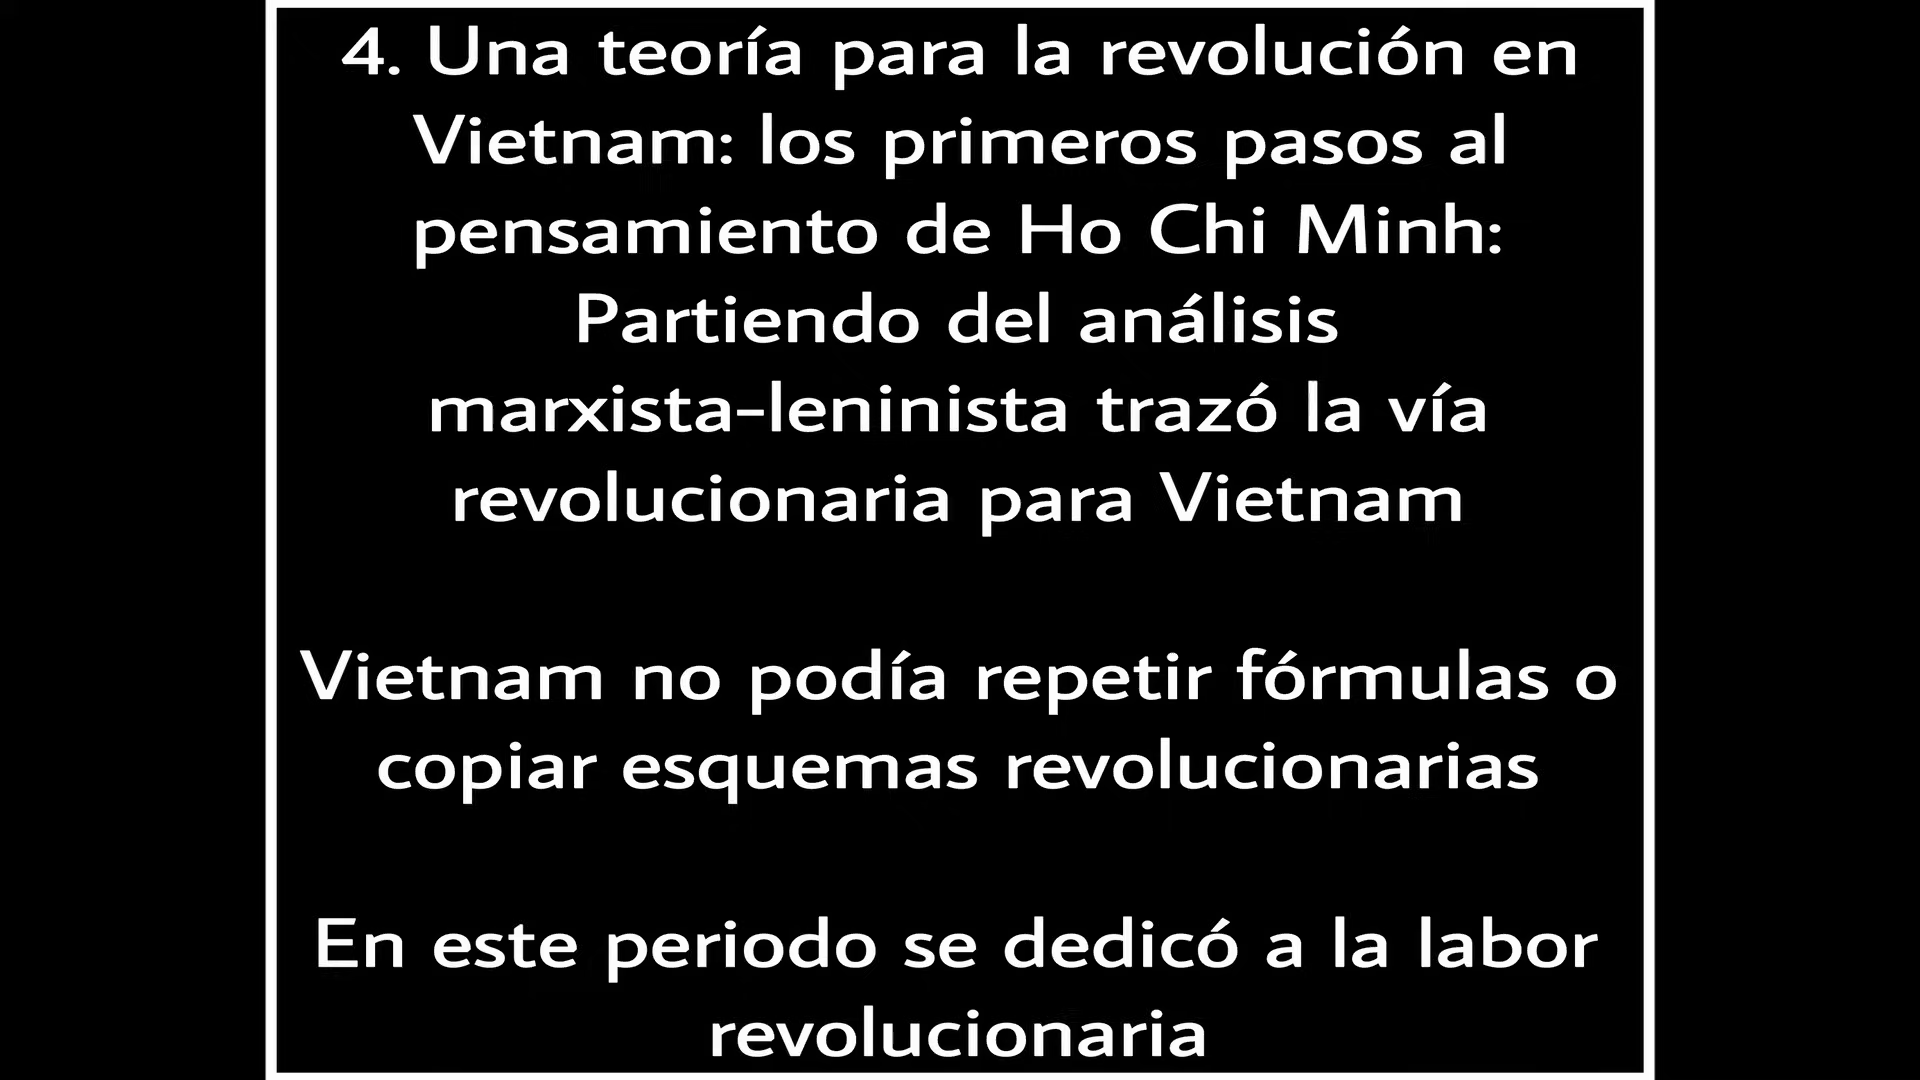 4. Una teoría para la revolución en
Vietnam: los primeros pasos al
pensamiento de Ho Chi Minh:
Partiendo del análisis
marxista-leninista trazó la vía
revolucionaria para Vietnam
Vietnam no podía repetir fórmulas o
copiar esquemas revolucionarias
En este periodo se dedicó a la labor
revolucionaria